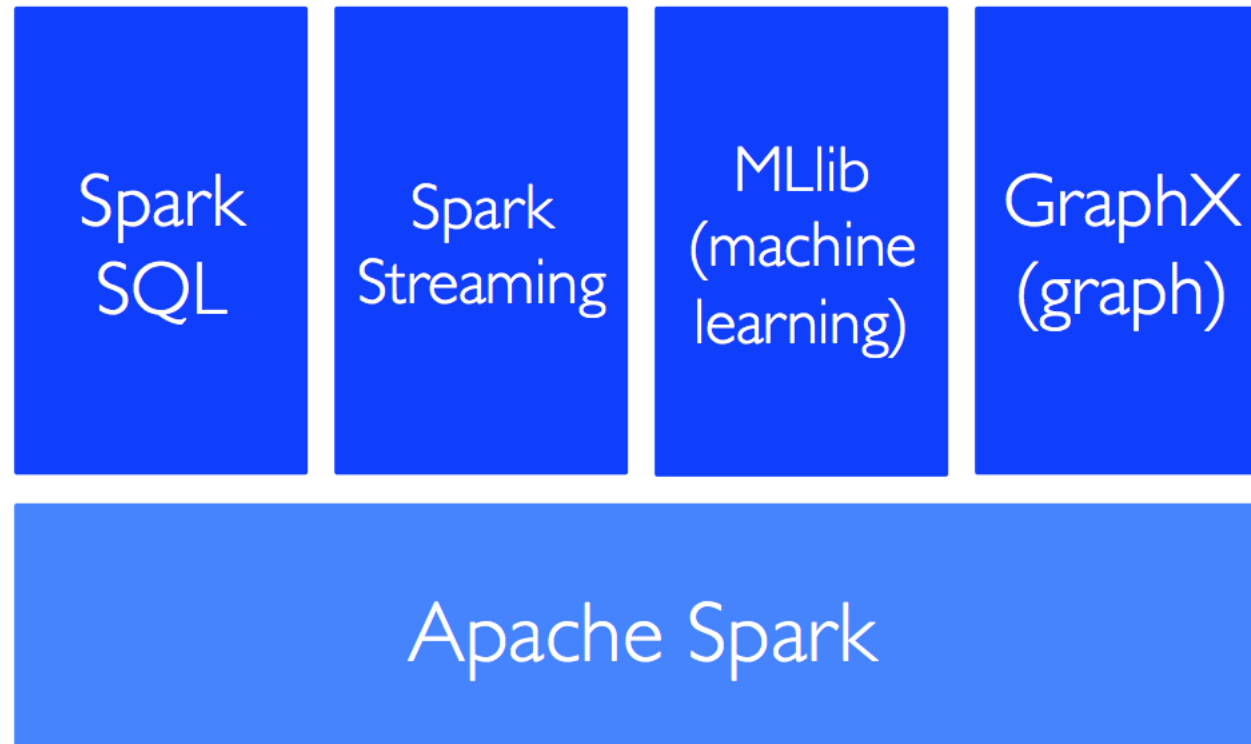 Spark
SQL
Spark
Streaming
MLlib
(machine
learning)
GraphX
(graph)
Apache Spark